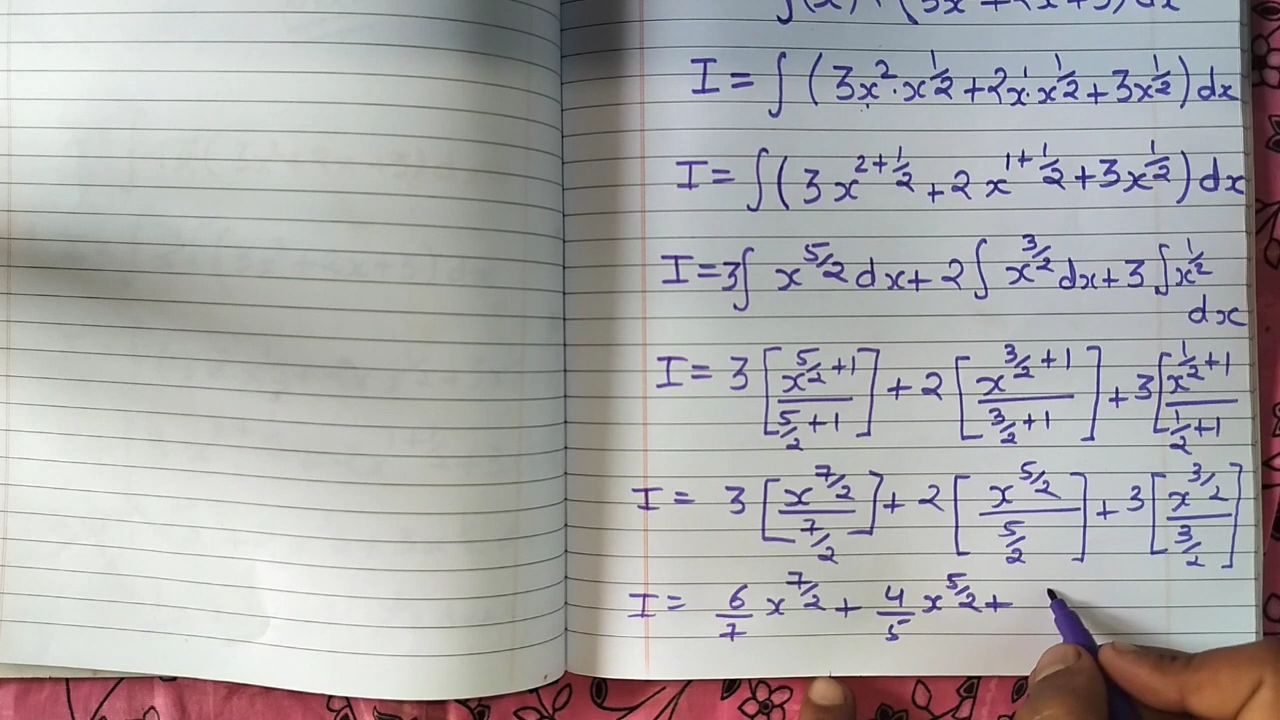 I = ∫ (3x²·x^1/2 + 2x^1·x^1/2 + 3x^1/2) dx
I = ∫ (3x^2+1/2 + 2x^1+1/2 + 3x^1/2) dx
I = 3∫ x^5/2 dx + 2∫ x^3/2 dx + 3∫ x^1/2
dx
I = 3 [x^5/2+1 / 5/2+1] + 2 [x^3/2+1 / 3/2+1] + 3 [x^1/2+1 / 1/2+1
I = 3 [x^7/2 / 7/2] + 2 [x^5/2 / 5/2] + 3 [x^3/2 / 3/2]
I = 6/7 x^7/2 + 4/5 x^5/2 +